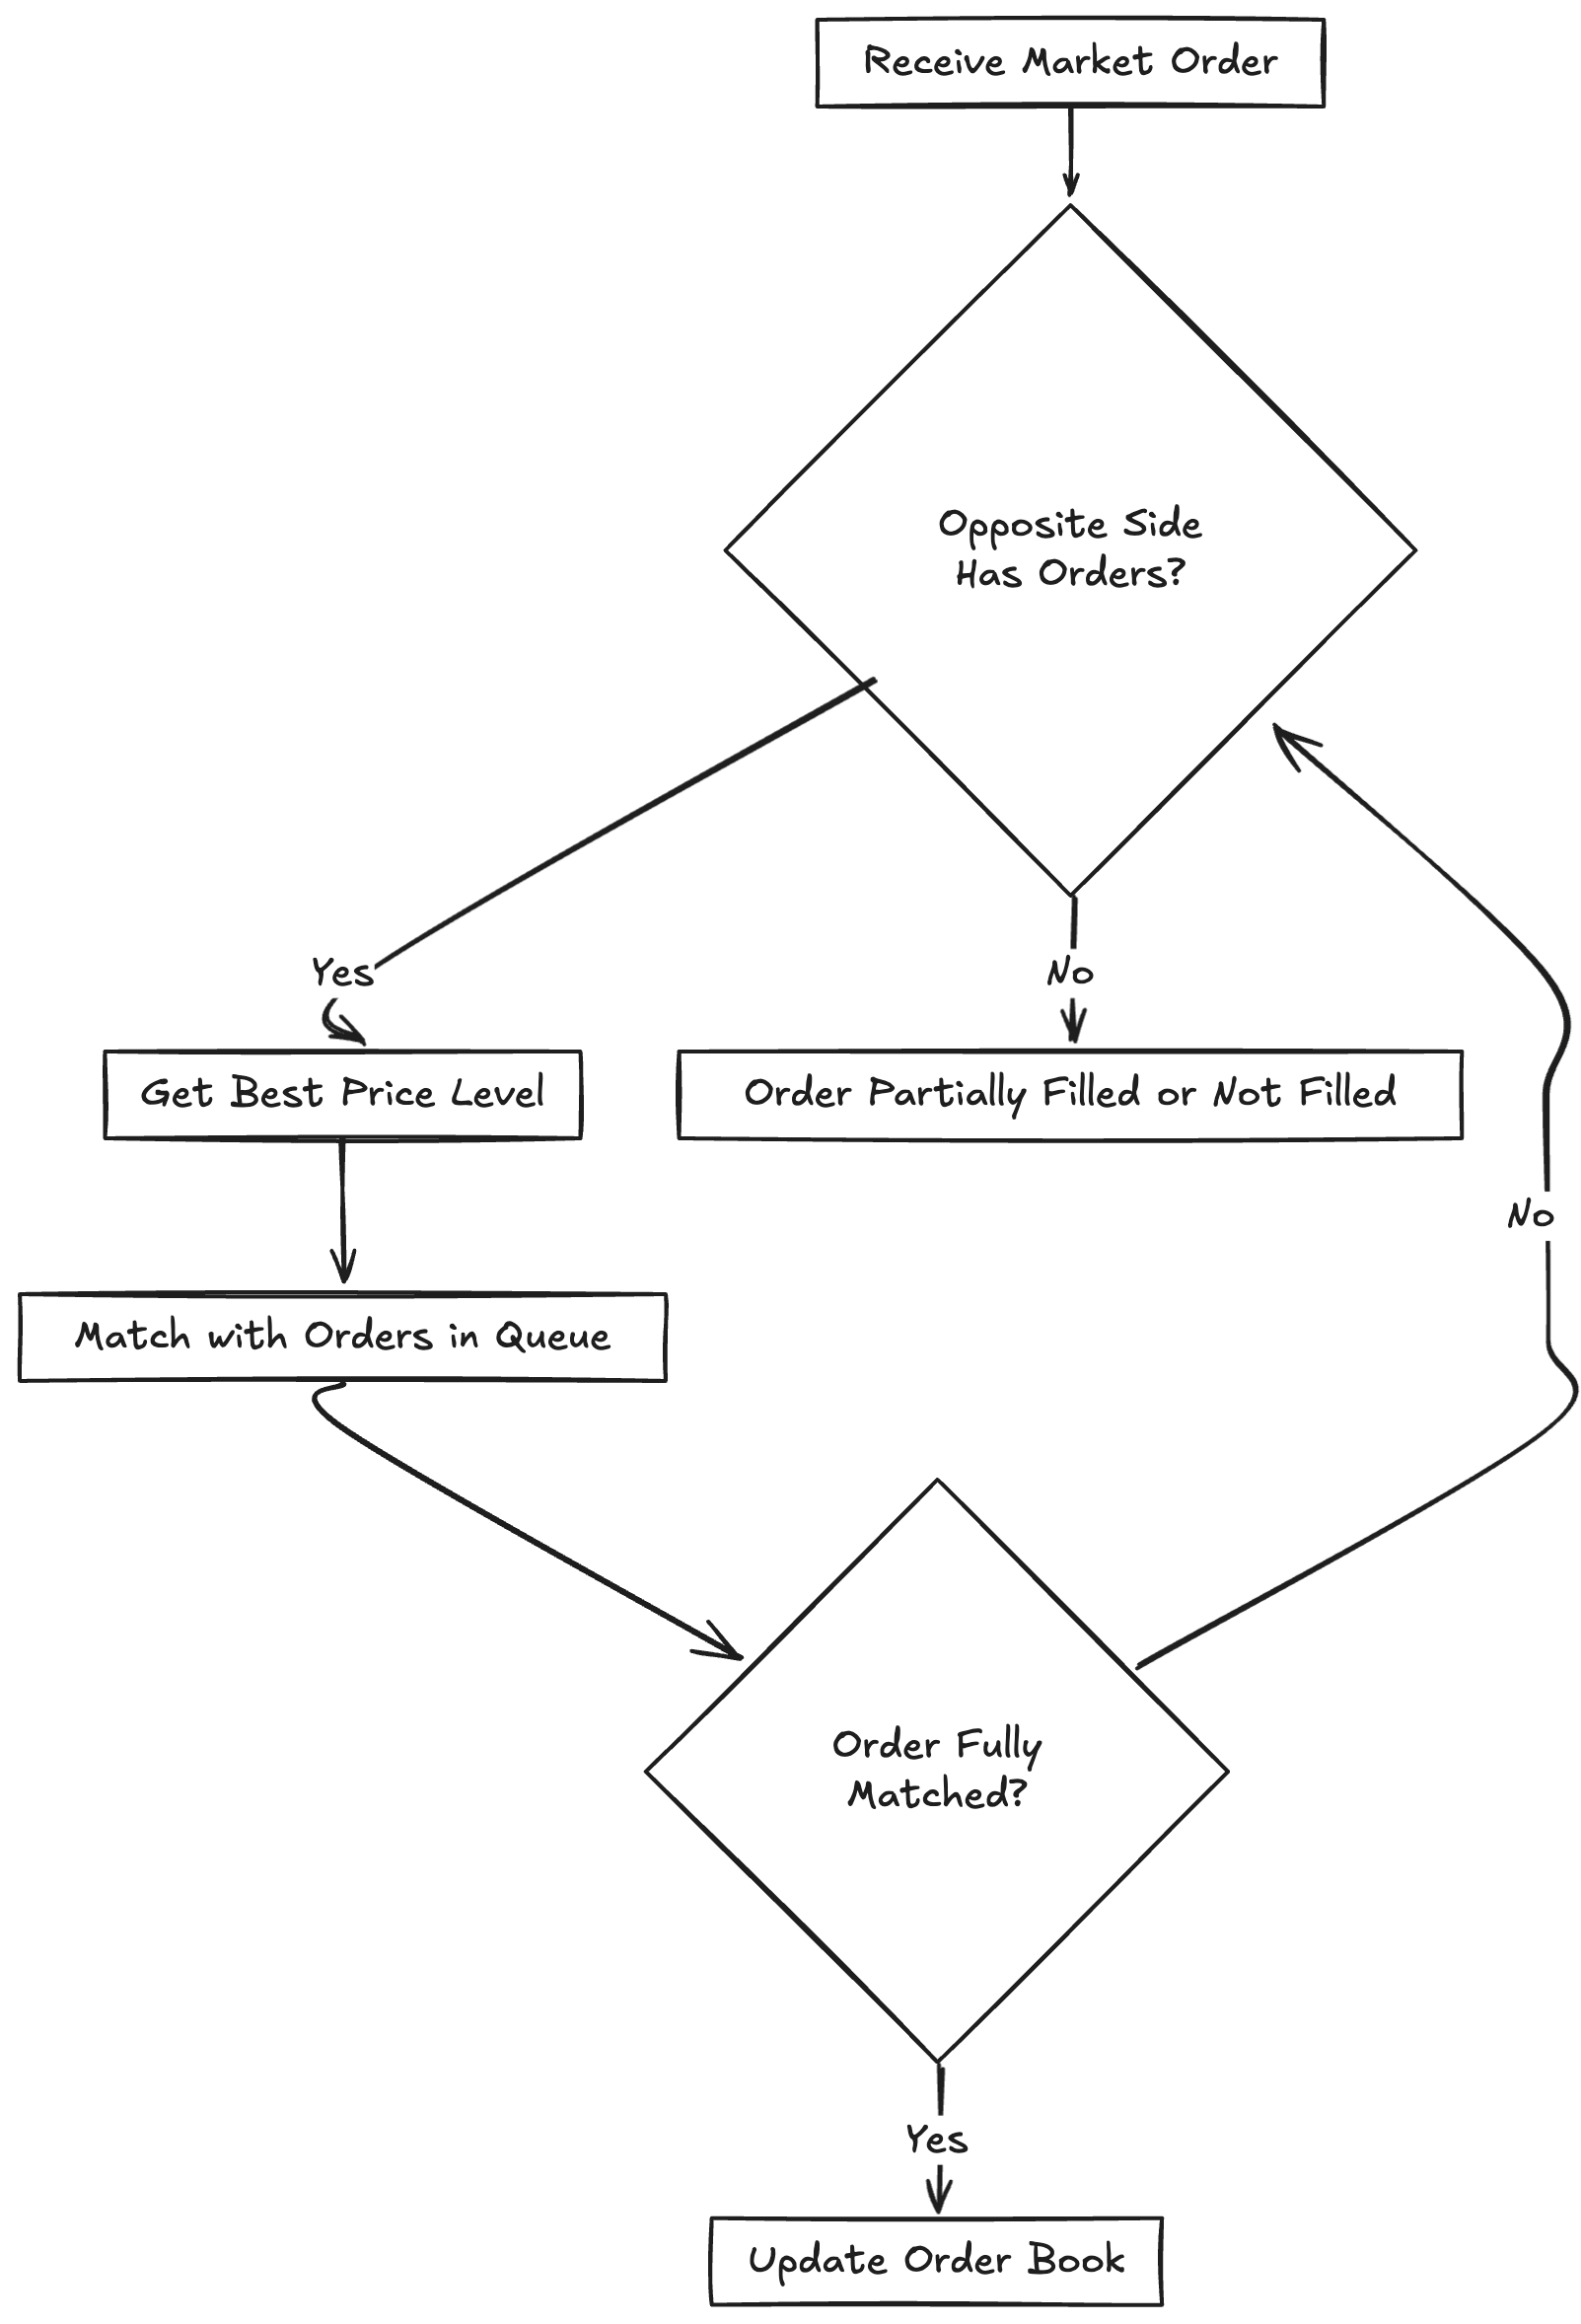 Receive Market Order
Opposite Side
Has Orders?
Yes
No
Get Best Price Level
Order Partially Filled or Not Filled
No
Match with Orders in Queue
Order Fully
Matched?
Yes
Update Order Book